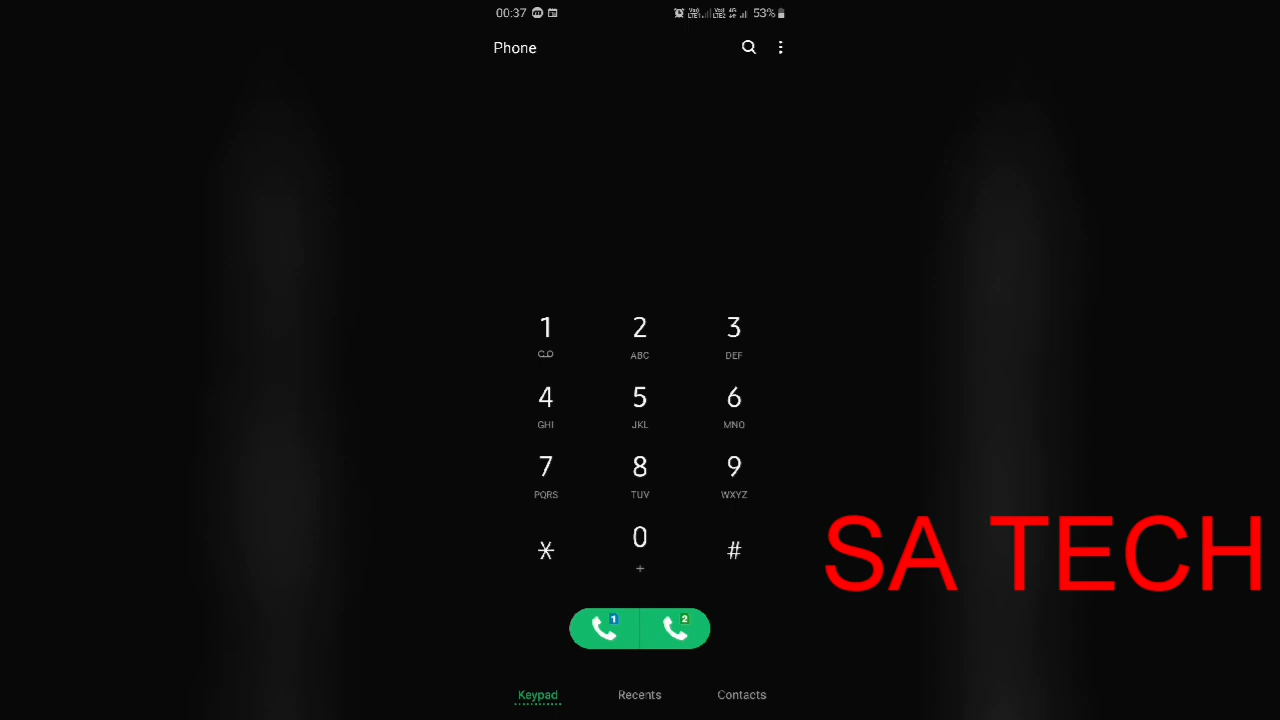 00:37 53%
Phone
1 2 3
ABC DEF
4 5 6
GHI JKL MNO
7 8 9
PQRS TUV WXYZ
* 0 #
+
SA TECH
1 2
Keypad Recents Contacts